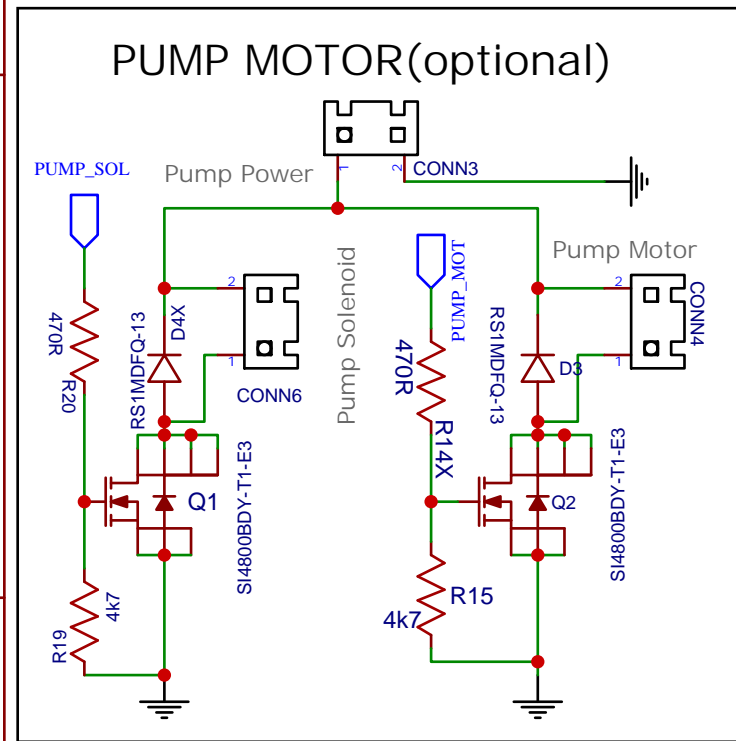 PUMP MOTOR(optional)
1
2
CONN3
Pump Power
PUMP_SOL
470R
R20
RS1MDFQ-13
D4X
2
1
CONN6
Pump Solenoid
PUMP_MOT
470R
R14X
RS1MDFQ-13
D3
Pump Motor
2
1
CONN4
Q1
SI4800BDY-T1-E3
Q2
SI4800BDY-T1-E3
4k7
R19
R15
4k7